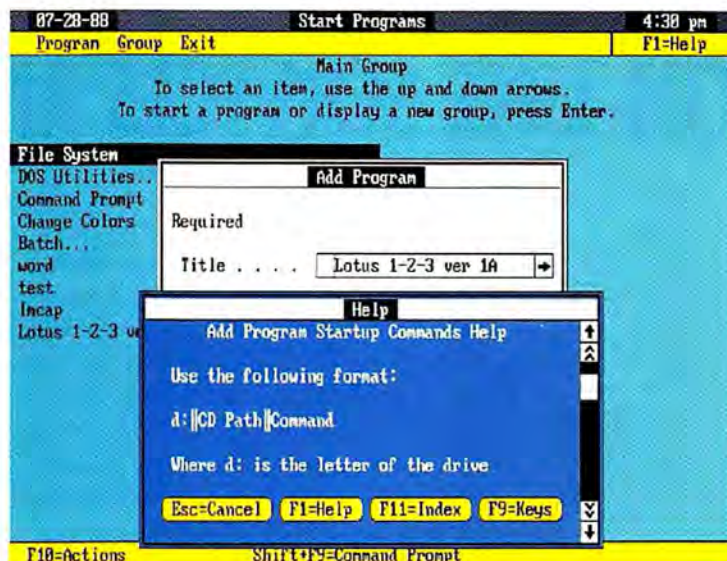 07-28-88 Start Programs 4:30 pm
Program Group Exit F1=Help
Main Group
To select an item, use the up and down arrows.
To start a program or display a new group, press Enter.
File System
DOS Utilities...
Command Prompt
Change Colors
Batch...
word
test
Incap
Lotus 1-2-3 ve
Add Program
Required
Title . . . . Lotus 1-2-3 ver 1A
Help
Add Program Startup Commands Help
Use the following format:
d:‖CD Path‖Command
Where d: is the letter of the drive
Esc=Cancel F1=Help F11=Index F9=Keys
F10=Actions Shift+F9=Command Prompt